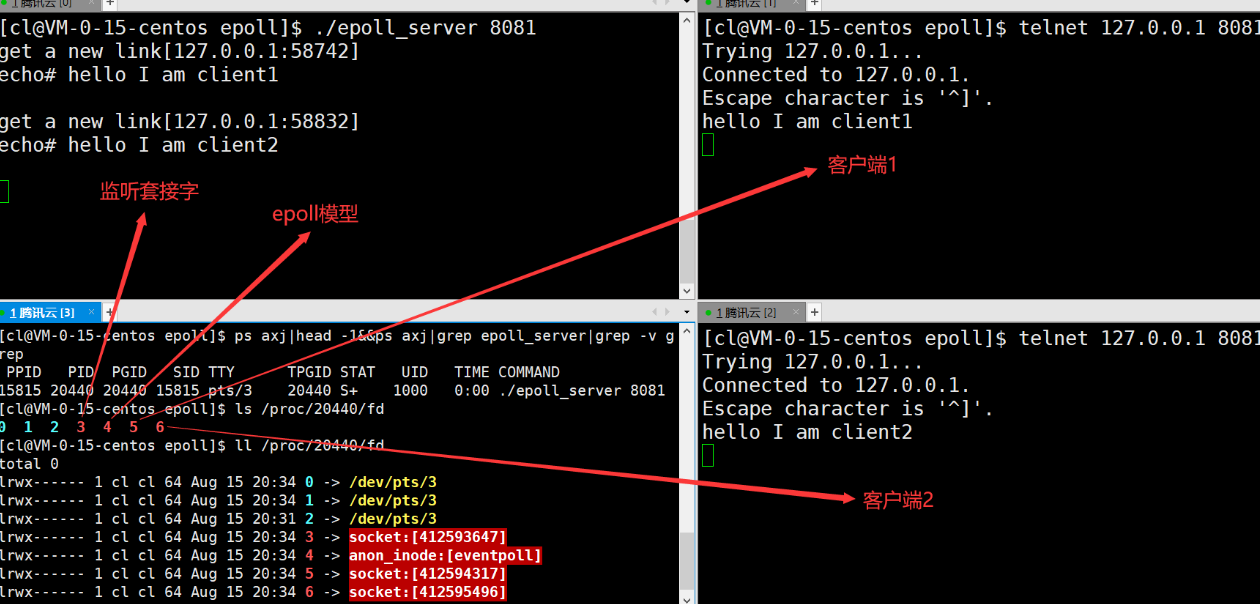 1 腾讯云 [0] × +
[cl@VM-0-15-centos epoll]$ ./epoll_server 8081
get a new link[127.0.0.1:58742]
echo# hello I am client1
get a new link[127.0.0.1:58832]
echo# hello I am client2
监听套接字
epoll模型
1 腾讯云 [1] × +
[cl@VM-0-15-centos epoll]$ telnet 127.0.0.1 8081
Trying 127.0.0.1...
Connected to 127.0.0.1.
Escape character is '^]'.
hello I am client1
客户端1
1 腾讯云 [3] × +
[cl@VM-0-15-centos epoll]$ ps axj|head -1&&ps axj|grep epoll_server|grep -v g
rep
PPID PID PGID SID TTY TPGID STAT UID TIME COMMAND
15815 20440 20440 15815 pts/3 20440 S+ 1000 0:00 ./epoll_server 8081
[cl@VM-0-15-centos epoll]$ ls /proc/20440/fd
0 1 2 3 4 5 6
[cl@VM-0-15-centos epoll]$ ll /proc/20440/fd
total 0
lrwx------ 1 cl cl 64 Aug 15 20:34 0 -> /dev/pts/3
lrwx------ 1 cl cl 64 Aug 15 20:34 1 -> /dev/pts/3
lrwx------ 1 cl cl 64 Aug 15 20:31 2 -> /dev/pts/3
lrwx------ 1 cl cl 64 Aug 15 20:34 3 -> socket:[412593647]
lrwx------ 1 cl cl 64 Aug 15 20:34 4 -> anon_inode:[eventpoll]
lrwx------ 1 cl cl 64 Aug 15 20:34 5 -> socket:[412594317]
lrwx------ 1 cl cl 64 Aug 15 20:34 6 -> socket:[412595496]
1 腾讯云 [2] × +
[cl@VM-0-15-centos epoll]$ telnet 127.0.0.1 8081
Trying 127.0.0.1...
Connected to 127.0.0.1.
Escape character is '^]'.
hello I am client2
客户端2